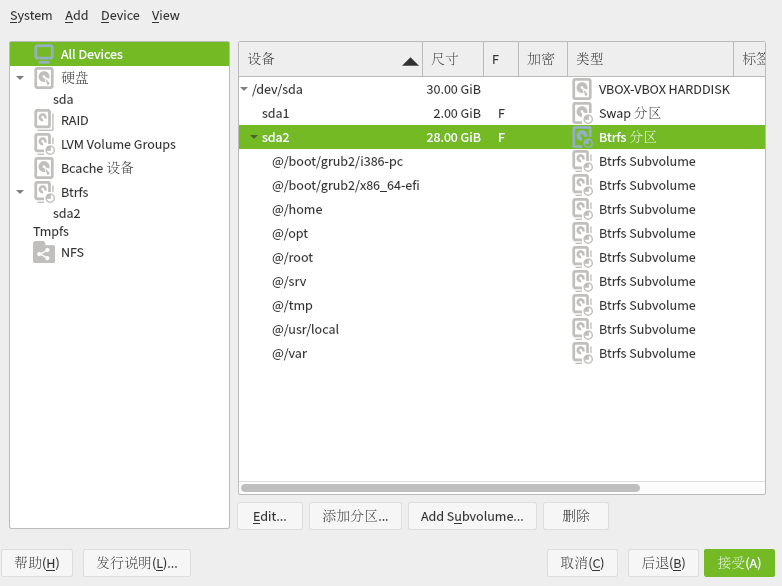 System Add Device View
All Devices
硬盘
sda
RAID
LVM Volume Groups
Bcache 设备
Btrfs
sda2
Tmpfs
NFS
设备 尺寸 F 加密 类型 标签
/dev/sda 30.00 GiB VBOX-VBOX HARDDISK
sda1 2.00 GiB F Swap 分区
sda2 28.00 GiB F Btrfs 分区
@/boot/grub2/i386-pc Btrfs Subvolume
@/boot/grub2/x86_64-efi Btrfs Subvolume
@/home Btrfs Subvolume
@/opt Btrfs Subvolume
@/root Btrfs Subvolume
@/srv Btrfs Subvolume
@/tmp Btrfs Subvolume
@/usr/local Btrfs Subvolume
@/var Btrfs Subvolume
Edit... 添加分区... Add Subvolume... 删除
帮助(H) 发行说明(L)... 取消(C) 后退(B) 接受(A)